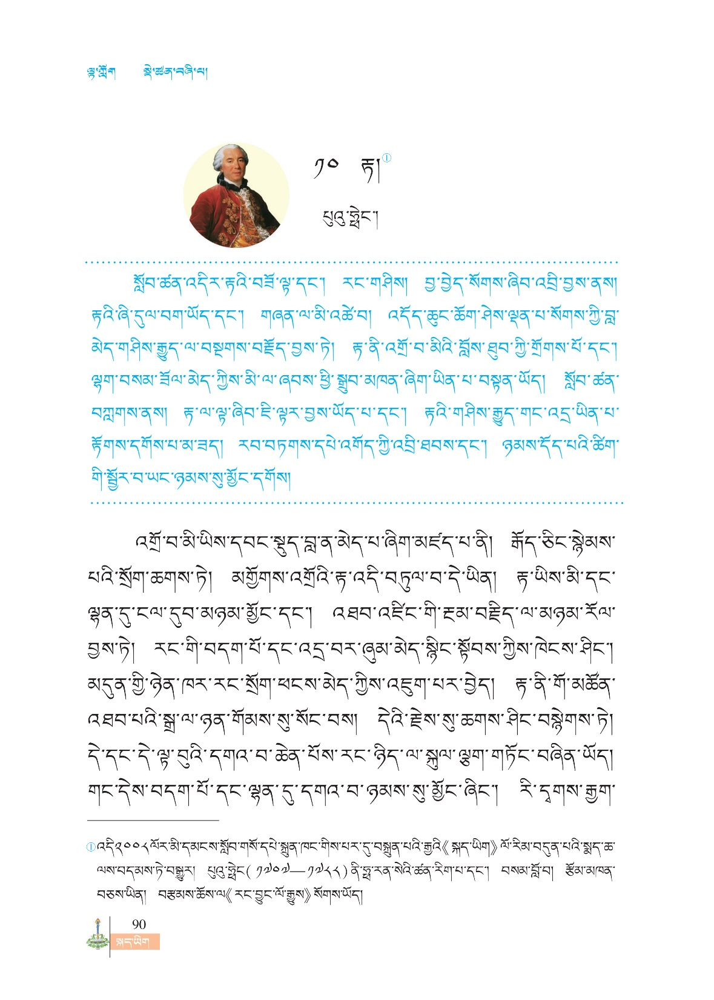 ལྟ་ཀློག སྡེ་ཚན་བཞི་པ།
༡༠ རྟ།①
པུའུ་ཧྥེང་།
སློབ་ཚན་འདིར་རྟའི་བཟོ་ལྟ་དང་། རང་གཤིས། བྱ་བྱེད་སོགས་ཞིབ་འབྲི་བྱས་ནས།
རྟའི་ཞི་དུལ་བག་ཡོད་དང་། གཞན་ལ་མི་འཚེ་བ། འདོད་ཆུང་ཆོག་ཤེས་ལྡན་པ་སོགས་ཀྱི་བླ་
མེད་གཤིས་རྒྱུད་ལ་བསྔགས་བརྗོད་བྱས་ཏེ། རྟ་ནི་འགྲོ་བ་མིའི་བློས་ཐུབ་ཀྱི་གྲོགས་པོ་དང་།
ལྷག་བསམ་ཟོལ་མེད་ཀྱིས་མི་ལ་ཞབས་ཕྱི་སྒྲུབ་མཁན་ཞིག་ཡིན་པ་བསྟན་ཡོད། སློབ་ཚན་
བཀླགས་ནས། རྟ་ལ་ལྟ་ཞིབ་ཇི་ལྟར་བྱས་ཡོད་པ་དང་། རྟའི་གཤིས་རྒྱུད་གང་འདྲ་ཡིན་པ་
རྟོགས་དགོས་པ་མ་ཟད། རབ་བཏགས་དཔེ་འགོད་ཀྱི་འབྲི་ཐབས་དང་། ཉམས་དོད་པའི་ཚིག་
གི་སྦྱོར་བ་ཡང་ཉམས་སུ་མྱོང་དགོས།
འགྲོ་བ་མི་ཡིས་དབང་སྡུད་བླ་ན་མེད་པ་ཞིག་མཛད་པ་ནི། རྒོད་ཅིང་སྙེམས་
པའི་སྲོག་ཆགས་ཏེ། མགྱོགས་འགྲོའི་རྟ་འདི་བཏུལ་བ་དེ་ཡིན། རྟ་ཡིས་མི་དང་
ལྷན་དུ་ངལ་དུབ་མཉམ་མྱོང་དང་། འཐབ་འཛིང་གི་རྔམ་བརྗིད་ལ་མཉམ་རོལ་
བྱས་ཏེ། རང་གི་བདག་པོ་དང་འདྲ་བར་ཞུམ་མེད་སྙིང་སྟོབས་ཀྱིས་ཁེངས་ཤིང་།
མདུན་གྱི་ཉེན་ཁར་རང་སྲོག་ཕངས་མེད་ཀྱིས་འཇུག་པར་བྱེད། རྟ་ནི་གོ་མཚོན་
འཐབ་པའི་སྒྲ་ལ་ཉན་གོམས་སུ་སོང་བས། དེའི་རྗེས་སུ་ཆགས་ཤིང་བསྙེགས་ཏེ།
དེ་དང་དེ་ལྟ་བུའི་དགའ་བ་ཆེན་པོས་རང་ཉིད་ལ་སྐུལ་ལྕག་གཏོང་བཞིན་ཡོད།
གང་དེས་བདག་པོ་དང་ལྷན་དུ་དགའ་བ་ཉམས་སུ་མྱོང་ཞིང་། རི་དྭགས་རྒྱག་
①འདི༢༠༠༨ལོར་མི་དམངས་སློབ་གསོ་དཔེ་སྐྲུན་ཁང་གིས་པར་དུ་བསྐྲུན་པའི་རྒྱའི《སྐད་ཡིག》ལོ་རིམ་བདུན་པའི་སྨད་ཆ་
ལས་བདམས་ཏེ་བསྒྱུར། པུའུ་ཧྥེང(༡༧༠༧—༡༧༨༨)ནི་ཧྥ་རན་སེའི་ཚན་རིག་པ་དང་། བསམ་བློ་བ། རྩོམ་མཁན་
བཅས་ཡིན། བརྩམས་ཆོས་ལ《རང་བྱུང་ལོ་རྒྱུས》སོགས་ཡོད།
90
སྐད་ཡིག